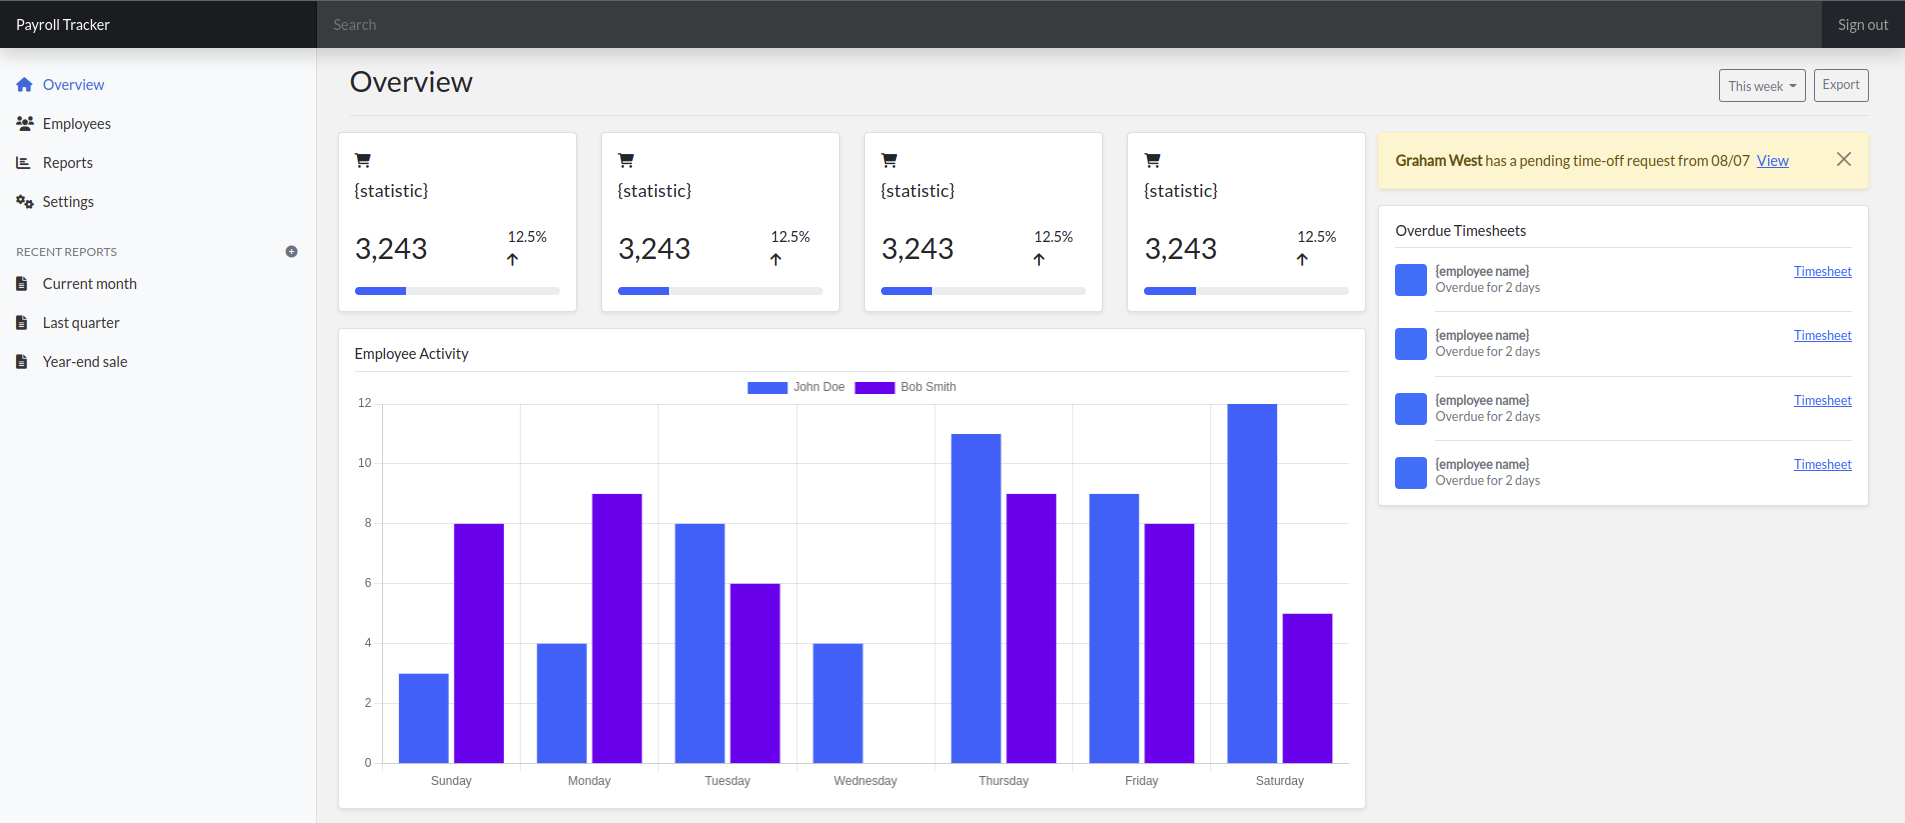 Payroll Tracker
Search
Sign out
Overview
Employees
Reports
Settings
RECENT REPORTS
Current month
Last quarter
Year-end sale
Overview
This week
Export
{statistic}
3,243
12.5%
{statistic}
3,243
12.5%
{statistic}
3,243
12.5%
{statistic}
3,243
12.5%
Graham West has a pending time-off request from 08/07 View
Overdue Timesheets
{employee name}
Overdue for 2 days
Timesheet
{employee name}
Overdue for 2 days
Timesheet
{employee name}
Overdue for 2 days
Timesheet
{employee name}
Overdue for 2 days
Timesheet
Employee Activity
John Doe Bob Smith
12
10
8
6
4
2
0
Sunday Monday Tuesday Wednesday Thursday Friday Saturday